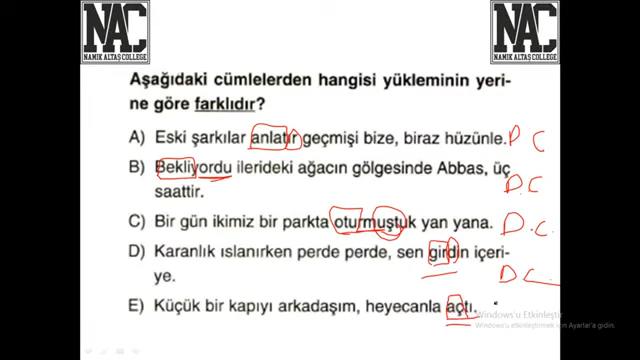 NAC NAC
NAMIK ALTAŞ COLLEGE NAMIK ALTAŞ COLLEGE
Aşağıdaki cümlelerden hangisi yükleminin yeri-
ne göre farklıdır?
A) Eski şarkılar anlatır geçmişi bize, biraz hüzünle. D C
B) Bekliyordu ilerideki ağacın gölgesinde Abbas, üç
saattir. D.C
C) Bir gün ikimiz bir parkta oturmuştuk yan yana. D.C.
D) Karanlık ıslanırken perde perde, sen girdin içeri-
ye. D C
E) Küçük bir kapıyı arkadaşım, heyecanla açtı.
Windows'u Etkinleştir
Windows'u etkinleştirmek için Ayarlar'a gidin.